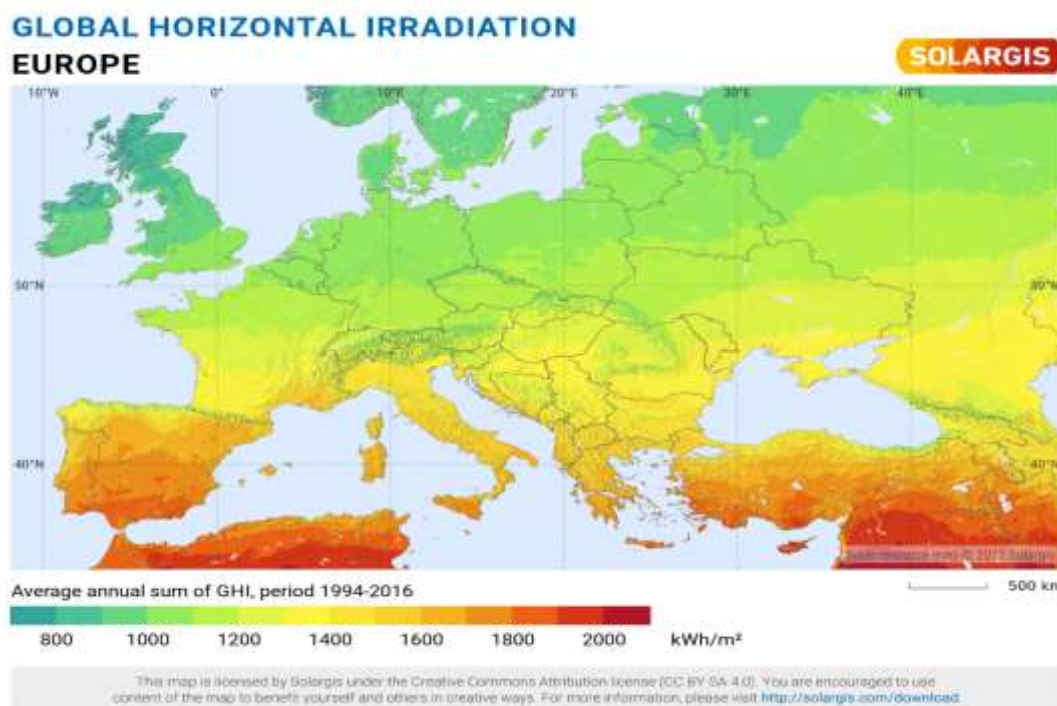 GLOBAL HORIZONTAL IRRADIATION
EUROPE
SOLARGIS
10°W 0° 10°E 20°E 30°E 40°E
50°N 50°N
40°N 40°N
© 2017 Solargis
Average annual sum of GHI, period 1994-2016
500 km
800 1000 1200 1400 1600 1800 2000 kWh/m²
This map is licensed by Solargis under the Creative Commons Attribution license (CC BY-SA 4.0). You are encouraged to use
content of the map to benefit yourself and others in creative ways. For more information, please visit http://solargis.com/download.